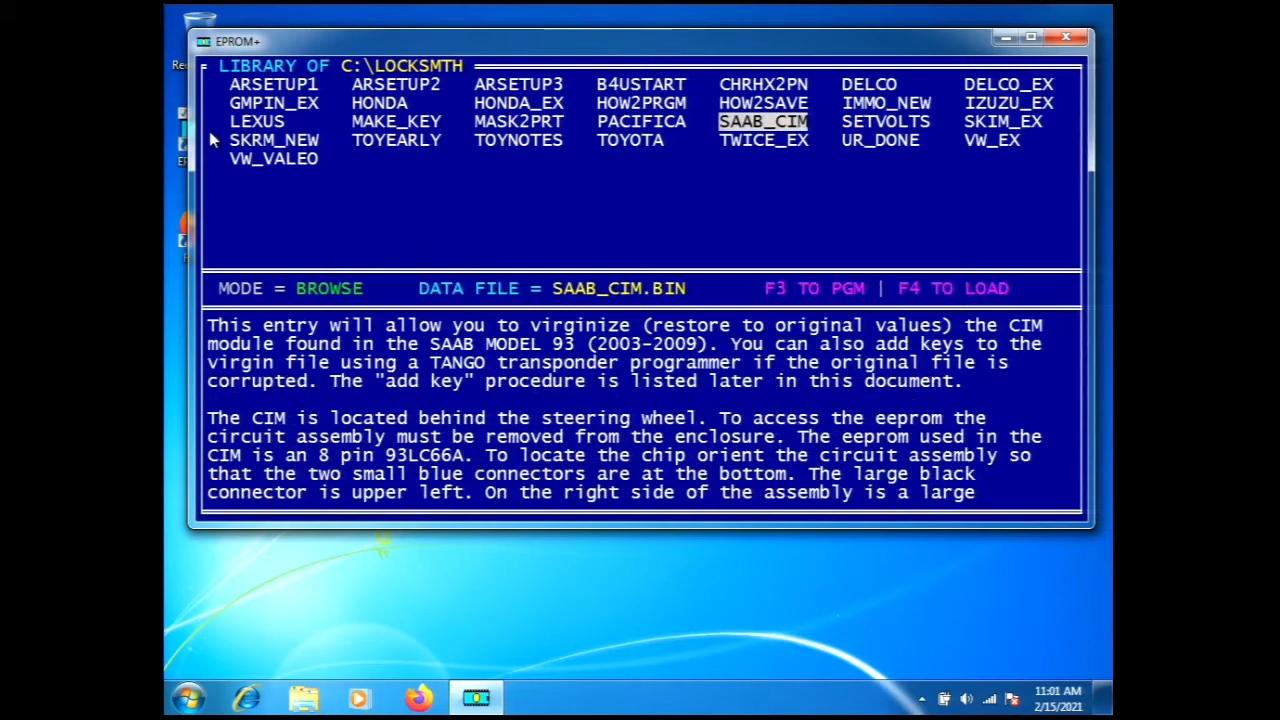 Rec
EPROM+
LIBRARY OF C:\LOCKSMTH
ARSETUP1 ARSETUP2 ARSETUP3 B4USTART CHRHX2PN DELCO DELCO_EX
GMPIN_EX HONDA HONDA_EX HOW2PRGM HOW2SAVE IMMO_NEW IZUZU_EX
LEXUS MAKE_KEY MASK2PRT PACIFICA SAAB_CIM SETVOLTS SKIM_EX
SKRM_NEW TOYEARLY TOYNOTES TOYOTA TWICE_EX UR_DONE VW_EX
VW_VALEO
MODE = BROWSE DATA FILE = SAAB_CIM.BIN F3 TO PGM | F4 TO LOAD
This entry will allow you to virginize (restore to original values) the CIM
module found in the SAAB MODEL 93 (2003-2009). You can also add keys to the
virgin file using a TANGO transponder programmer if the original file is
corrupted. The "add key" procedure is listed later in this document.
The CIM is located behind the steering wheel. To access the eeprom the
circuit assembly must be removed from the enclosure. The eeprom used in the
CIM is an 8 pin 93LC66A. To locate the chip orient the circuit assembly so
that the two small blue connectors are at the bottom. The large black
connector is upper left. On the right side of the assembly is a large
11:01 AM
2/15/2021